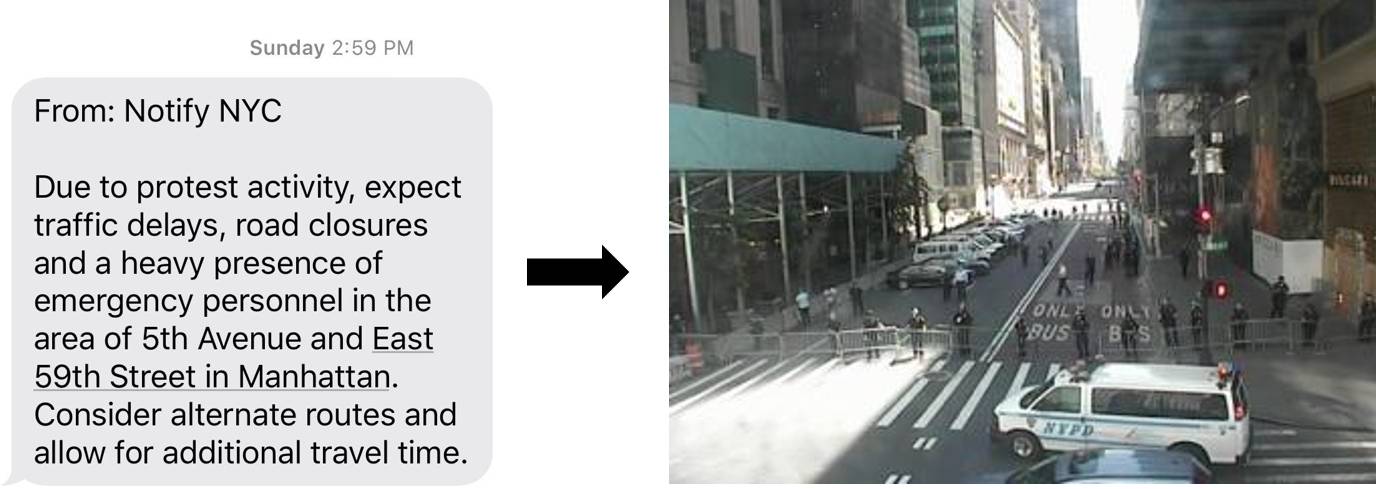 Sunday 2:59 PM
From: Notify NYC
Due to protest activity, expect
traffic delays, road closures
and a heavy presence of
emergency personnel in the
area of 5th Avenue and East
59th Street in Manhattan.
Consider alternate routes and
allow for additional travel time.
BVLGARI
ONLY ONLY
BUS BUS
NYPD